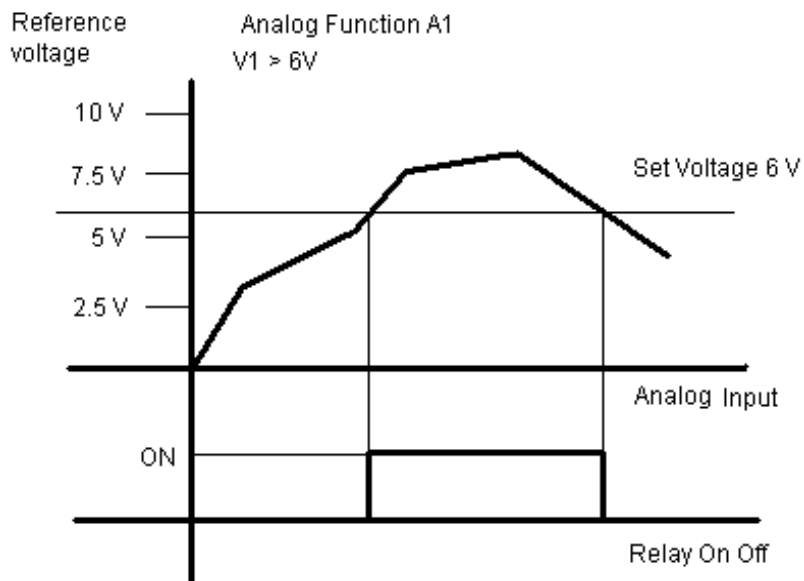 Reference
voltage
Analog Function A1
V1 > 6V
10 V
7.5 V
Set Voltage 6 V
5 V
2.5 V
Analog Input
ON
Relay On Off